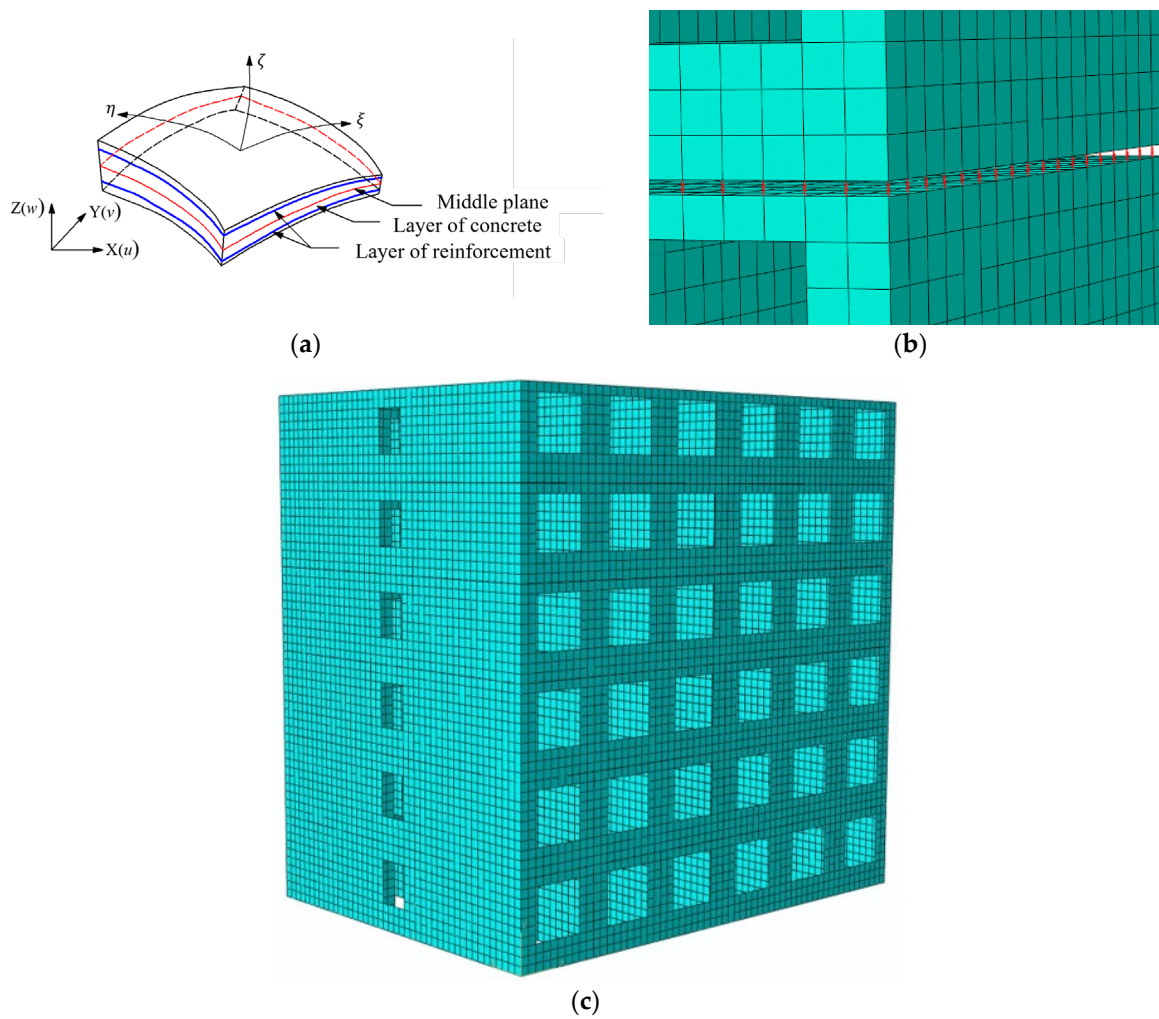 ζ
η
ξ
Z(w)
Y(v)
X(u)
Middle plane
Layer of concrete
Layer of reinforcement
(a)
(b)
(c)